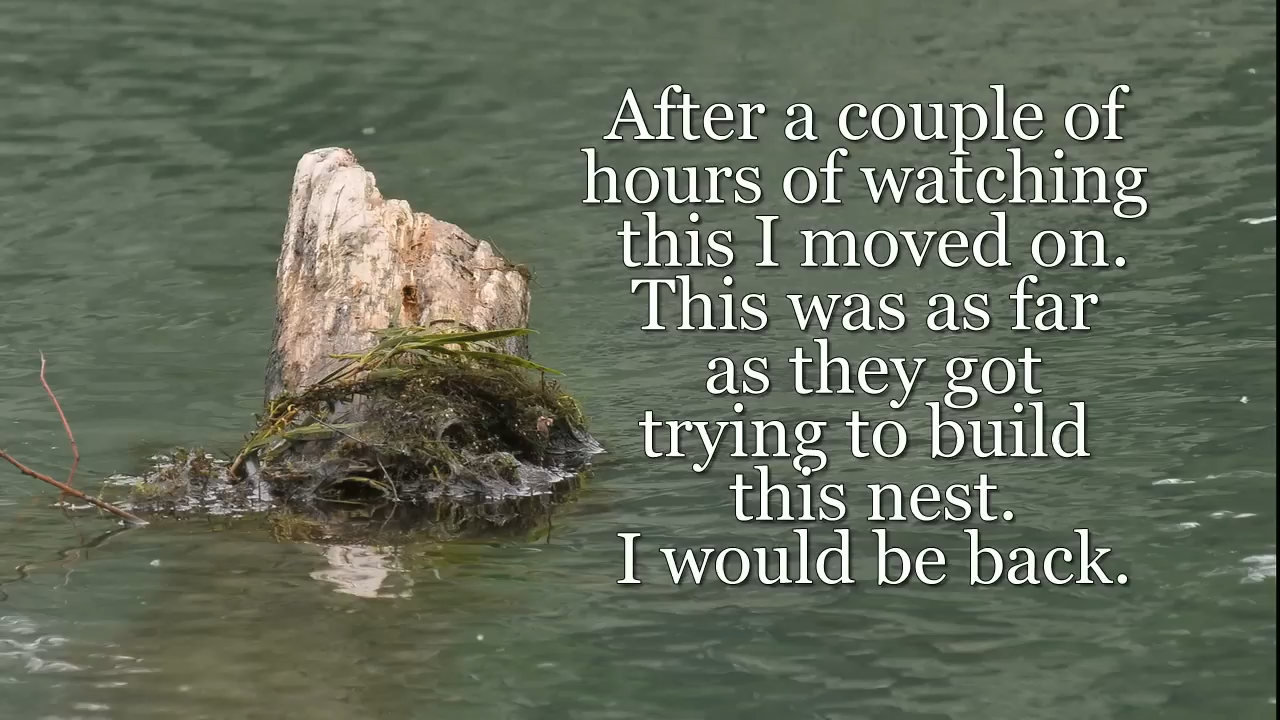 After a couple of
hours of watching
this I moved on.
This was as far
as they got
trying to build
this nest.
I would be back.